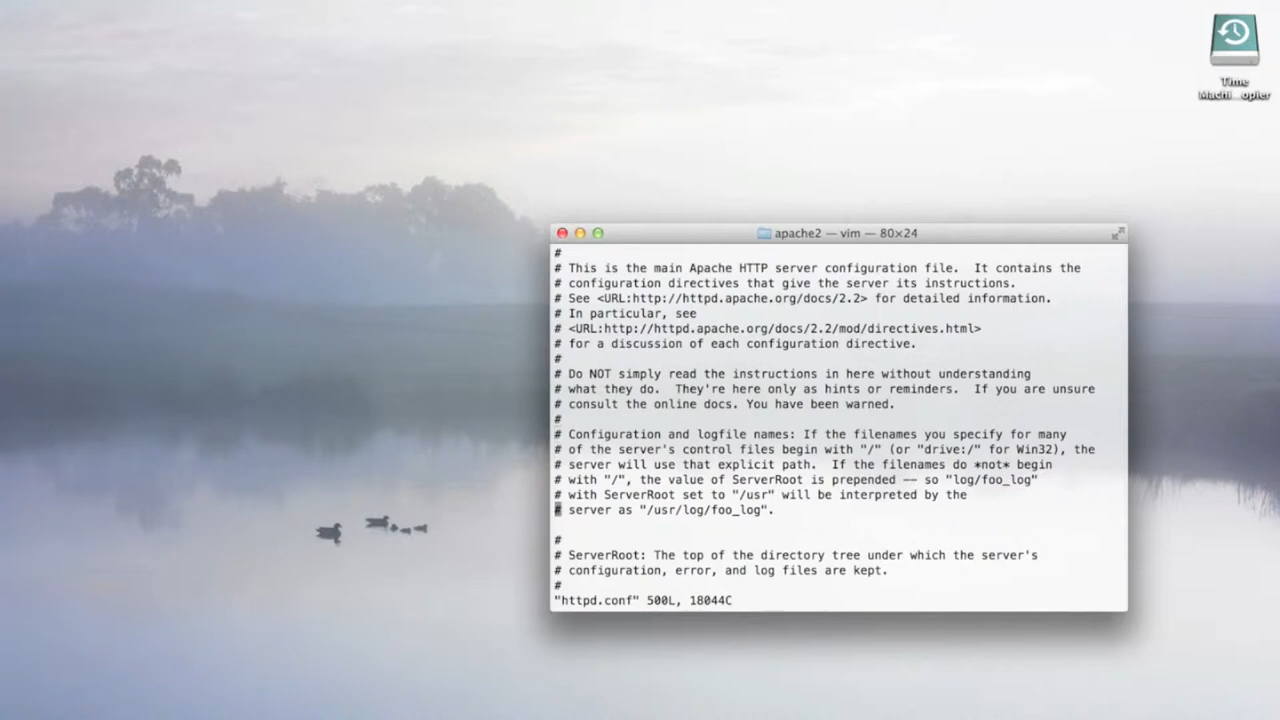 Time
Machi...opier
apache2 — vim — 80×24
#
# This is the main Apache HTTP server configuration file.  It contains the
# configuration directives that give the server its instructions.
# See <URL:http://httpd.apache.org/docs/2.2> for detailed information.
# In particular, see
# <URL:http://httpd.apache.org/docs/2.2/mod/directives.html>
# for a discussion of each configuration directive.
#
# Do NOT simply read the instructions in here without understanding
# what they do.  They're here only as hints or reminders.  If you are unsure
# consult the online docs. You have been warned.
#
# Configuration and logfile names: If the filenames you specify for many
# of the server's control files begin with "/" (or "drive:/" for Win32), the
# server will use that explicit path.  If the filenames do *not* begin
# with "/", the value of ServerRoot is prepended -- so "log/foo_log"
# with ServerRoot set to "/usr" will be interpreted by the
# server as "/usr/log/foo_log".
#
# ServerRoot: The top of the directory tree under which the server's
# configuration, error, and log files are kept.
#
"httpd.conf" 500L, 18044C